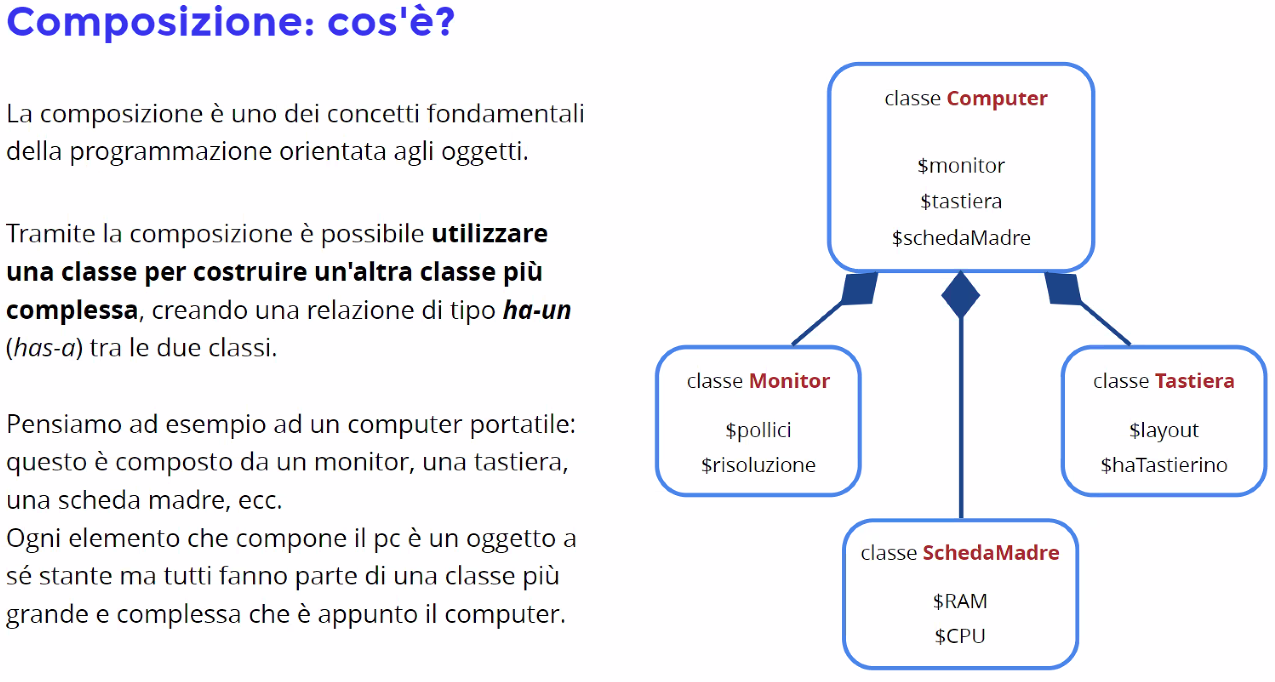 Composizione: cos'è?
La composizione è uno dei concetti fondamentali
della programmazione orientata agli oggetti.
Tramite la composizione è possibile utilizzare
una classe per costruire un'altra classe più
complessa, creando una relazione di tipo ha-un
(has-a) tra le due classi.
Pensiamo ad esempio ad un computer portatile:
questo è composto da un monitor, una tastiera,
una scheda madre, ecc.
Ogni elemento che compone il pc è un oggetto a
sé stante ma tutti fanno parte di una classe più
grande e complessa che è appunto il computer.
classe Computer
$monitor
$tastiera
$schedaMadre
classe Monitor
$pollici
$risoluzione
classe Tastiera
$layout
$haTastierino
classe SchedaMadre
$RAM
$CPU